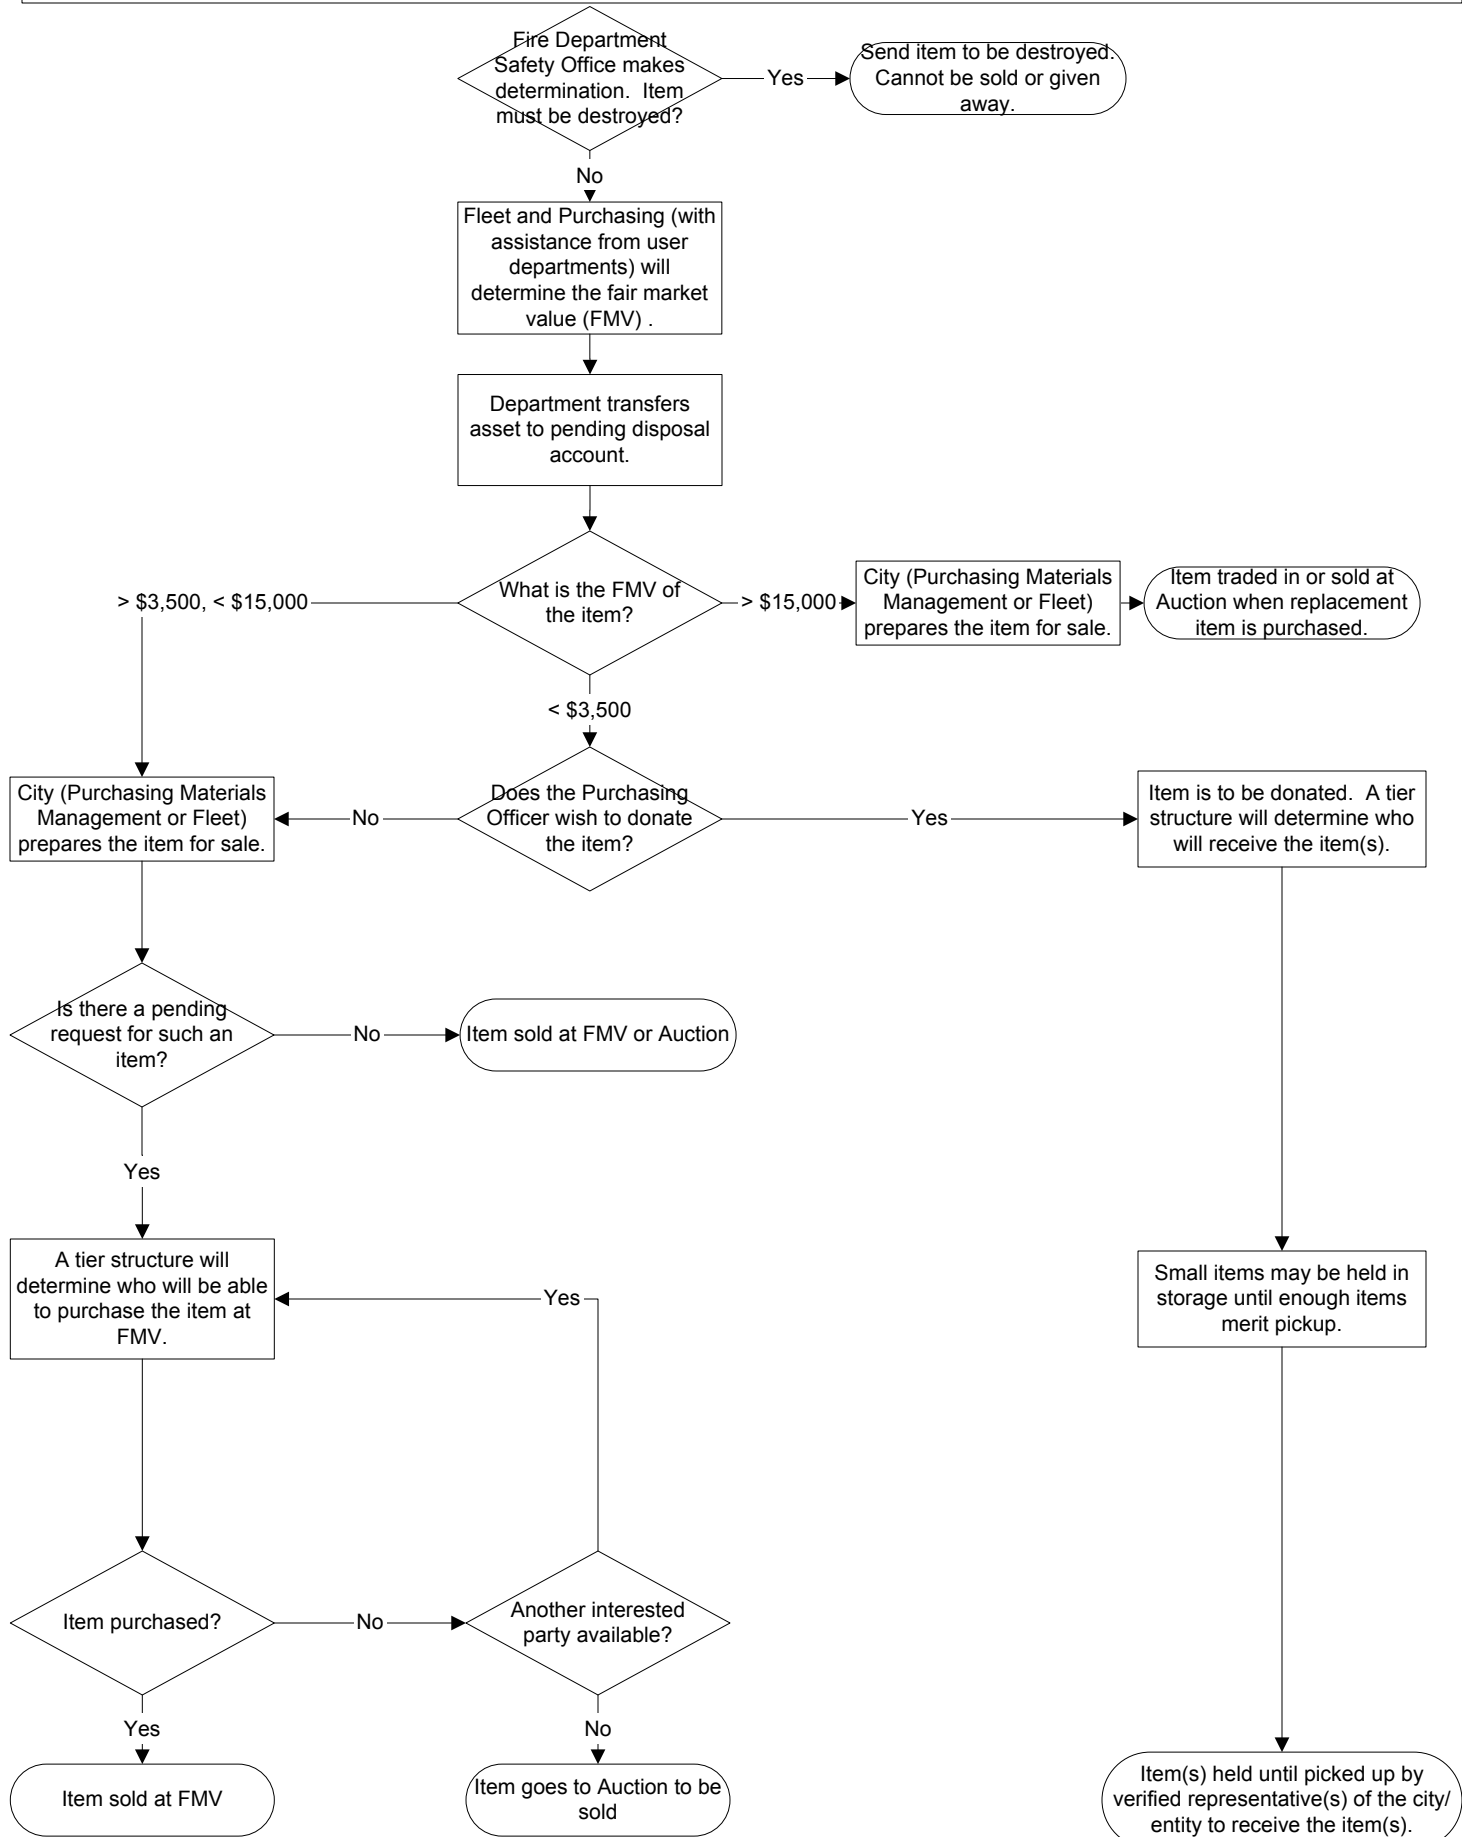 Fire Department
Safety Office makes
determination.  Item
must be destroyed?
Yes
Send item to be destroyed.
Cannot be sold or given
away.
No
Fleet and Purchasing (with
assistance from user
departments) will
determine the fair market
value (FMV) .
Department transfers
asset to pending disposal
account.
What is the FMV of
the item?
> $3,500, < $15,000
> $15,000
City (Purchasing Materials
Management or Fleet)
prepares the item for sale.
Item traded in or sold at
Auction when replacement
item is purchased.
< $3,500
Does the Purchasing
Officer wish to donate
the item?
No
City (Purchasing Materials
Management or Fleet)
prepares the item for sale.
Yes
Item is to be donated.  A tier
structure will determine who
will receive the item(s).
Is there a pending
request for such an
item?
No
Item sold at FMV or Auction
Yes
A tier structure will
determine who will be able
to purchase the item at
FMV.
Yes
Small items may be held in
storage until enough items
merit pickup.
Item purchased?
No
Another interested
party available?
Yes
No
Item sold at FMV
Item goes to Auction to be
sold
Item(s) held until picked up by
verified representative(s) of the city/
entity to receive the item(s).